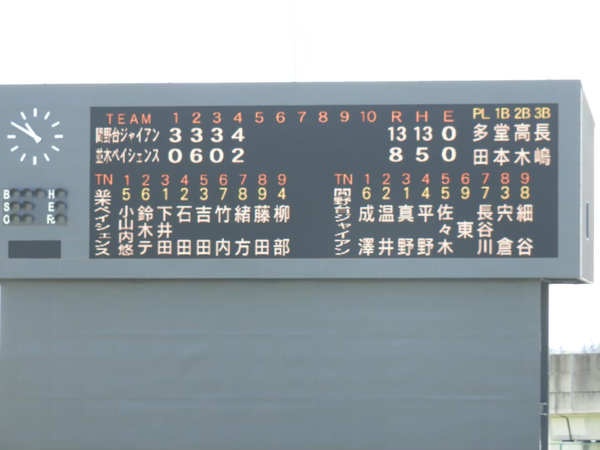 TEAM 1 2 3 4 5 6 7 8 9 10 R H E PL 1B 2B 3B
関野台ジャイアン 3 3 3 4 13 13 0
並木ペイシェンス 0 6 0 2 8 5 0
多田
堂本
高木
長嶋
B H
S E
O R
TN 1 2 3 4 5 6 7 8 9
5 6 1 2 3 7 8 9 4
並木ペイシェンス
小山内悠
鈴木テ
下井田
石田
吉田
竹内
緒方
藤田
柳部
TN 1 2 3 4 5 6 7 8 9
6 2 1 4 5 9 7 3 8
関野台ジャイアン
成澤
温井
真野
平野
佐々木
東
長谷川
宍倉
細谷